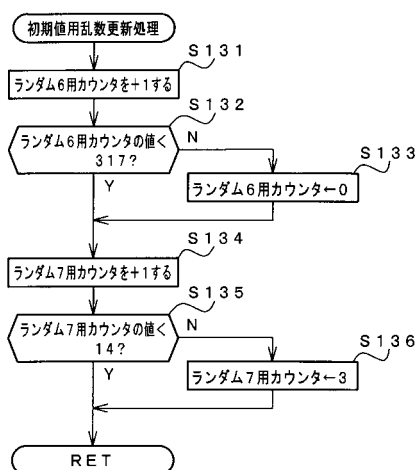 初期値用乱数更新処理
S131
ランダム6用カウンタを+1する
S132
ランダム6用カウンタの値<
317?
N
S133
ランダム6用カウンター←0
Y
S134
ランダム7用カウンタを+1する
S135
ランダム7用カウンタの値<
14?
N
S136
ランダム7用カウンター←3
Y
RET